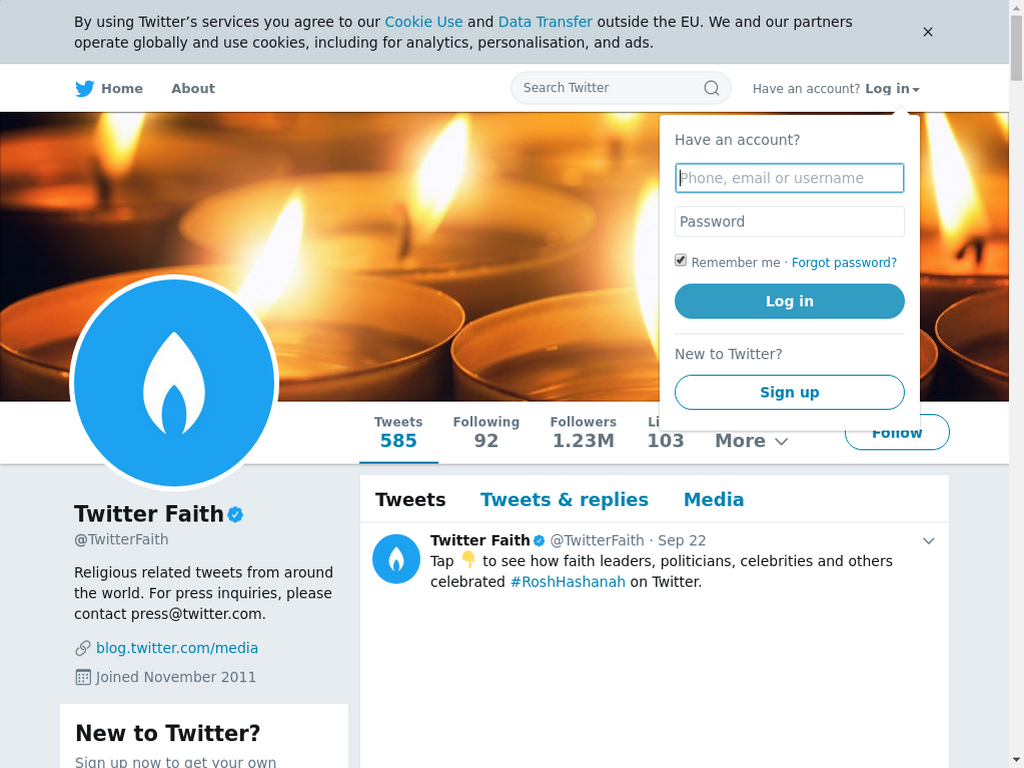 By using Twitter’s services you agree to our Cookie Use and Data Transfer outside the EU. We and our partners
operate globally and use cookies, including for analytics, personalisation, and ads.
Home
About
Search Twitter
Have an account? Log in
Have an account?
Phone, email or username
Password
Remember me · Forgot password?
Log in
New to Twitter?
Sign up
Tweets
585
Following
92
Followers
1.23M
Li
103
More
Follow
Twitter Faith
@TwitterFaith
Religious related tweets from around
the world. For press inquiries, please
contact press@twitter.com.
blog.twitter.com/media
Joined November 2011
New to Twitter?
Sign up now to get your own
Tweets
Tweets & replies
Media
Twitter Faith @TwitterFaith · Sep 22
Tap 👇 to see how faith leaders, politicians, celebrities and others
celebrated #RoshHashanah on Twitter.